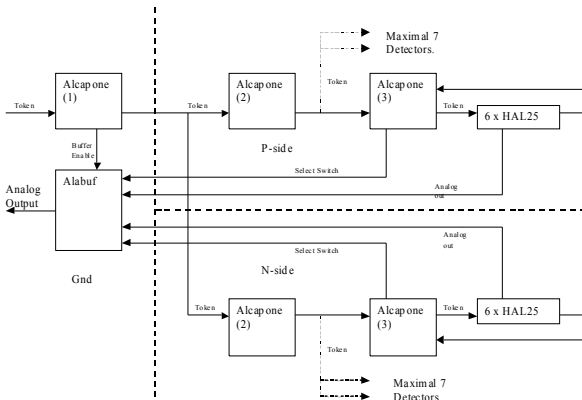 Maximal 7
Detectors.
Alcapone
(1)
Alcapone
(2)
Alcapone
(3)
Token
Token
Token
Token
6 x HAL25
Buffer
Enable
P-side
Select Switch
Analog
out
Alabuf
Analog
Output
Analog
out
Select Switch
N-side
Gnd
Token
Alcapone
(2)
Alcapone
(3)
Token
6 x HAL25
Token
Maximal 7
Detectors